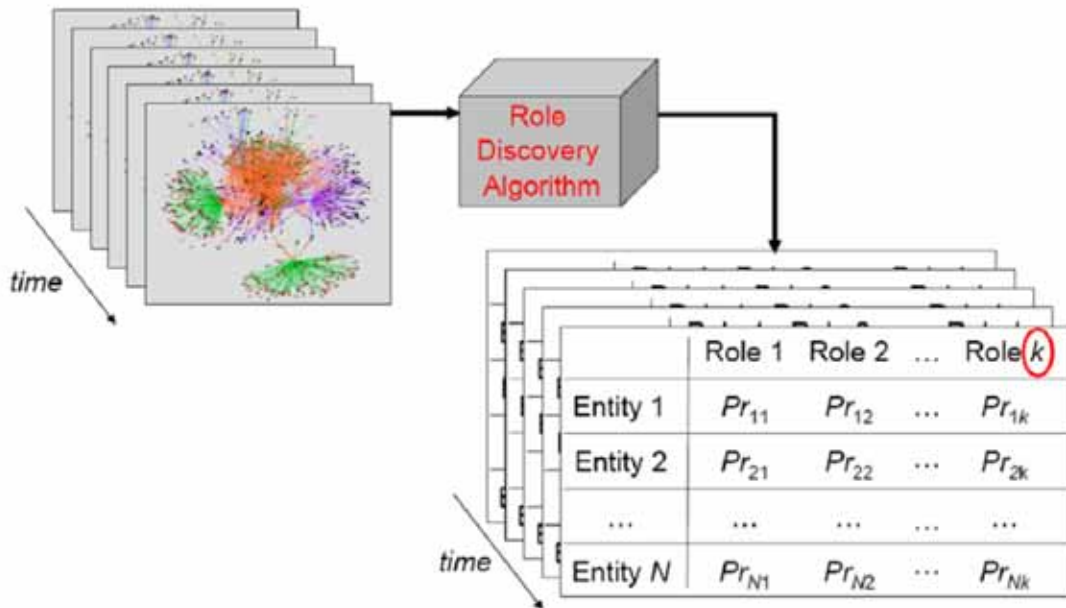 Role
Discovery
Algorithm
time
Role 1 Role 2 ... Role k
Entity 1 Pr11 Pr12 ... Pr1k
Entity 2 Pr21 Pr22 ... Pr2k
... ... ... ... ...
Entity N PrN1 PrN2 ... PrNk
time